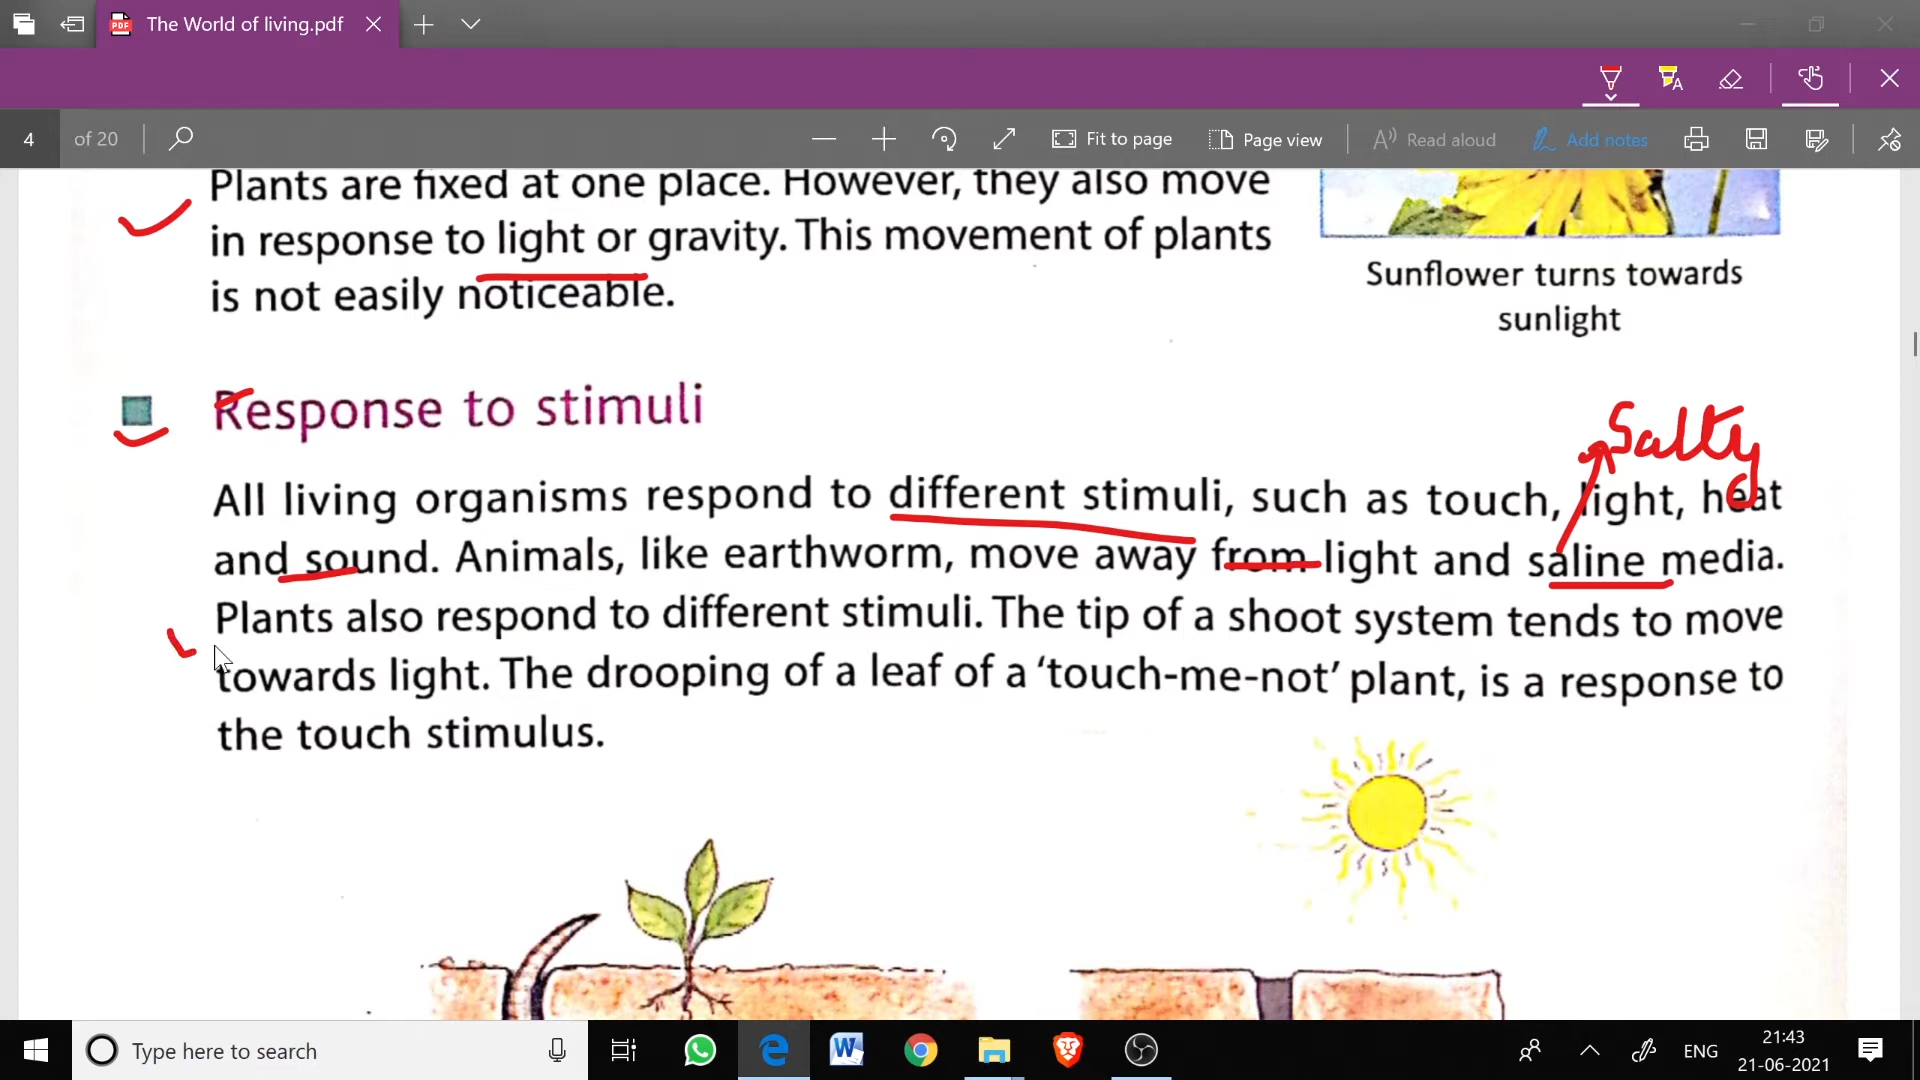 The World of living.pdf
4 of 20
Fit to page
Page view
Read aloud
Add notes
Plants are fixed at one place. However, they also move
in response to light or gravity. This movement of plants
is not easily noticeable.
Sunflower turns towards
sunlight
Response to stimuli
Salty
All living organisms respond to different stimuli, such as touch, light, heat
and sound. Animals, like earthworm, move away from light and saline media.
Plants also respond to different stimuli. The tip of a shoot system tends to move
towards light. The drooping of a leaf of a ‘touch-me-not’ plant, is a response to
the touch stimulus.
Type here to search
ENG
21:43
21-06-2021